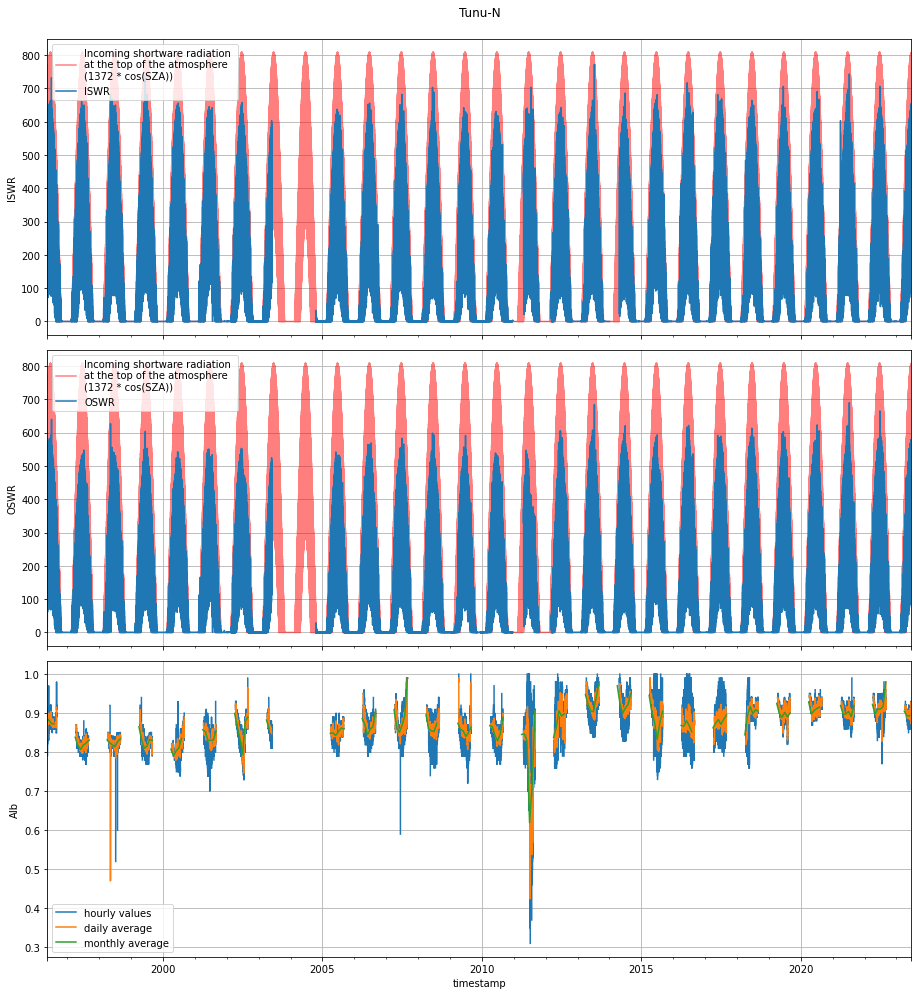 Tunu-N
Incoming shortware radiation
at the top of the atmosphere
(1372 * cos(SZA))
ISWR
800
700
600
500
400
300
200
100
0
ISWR
Incoming shortware radiation
at the top of the atmosphere
(1372 * cos(SZA))
OSWR
800
700
600
500
400
300
200
100
0
OSWR
1.0
0.9
0.8
0.7
0.6
0.5
0.4
0.3
Alb
hourly values
daily average
monthly average
2000 2005 2010 2015 2020
timestamp